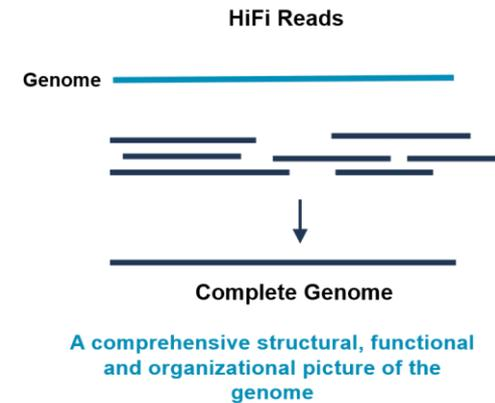 HiFi Reads
Genome
Complete Genome
A comprehensive structural, functional
and organizational picture of the
genome